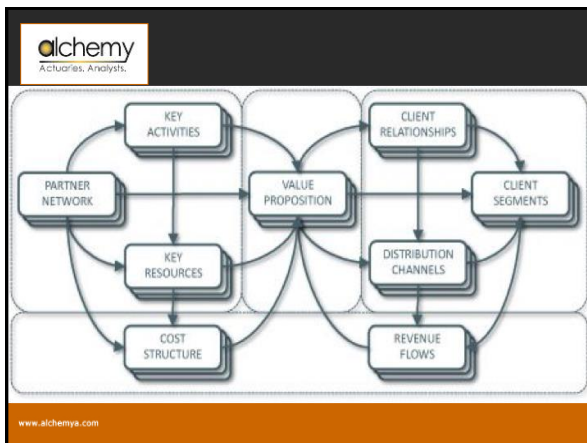 alchemy
Actuaries. Analysts.
KEY
ACTIVITIES
CLIENT
RELATIONSHIPS
PARTNER
NETWORK
VALUE
PROPOSITION
CLIENT
SEGMENTS
KEY
RESOURCES
DISTRIBUTION
CHANNELS
COST
STRUCTURE
REVENUE
FLOWS
www.alchemya.com